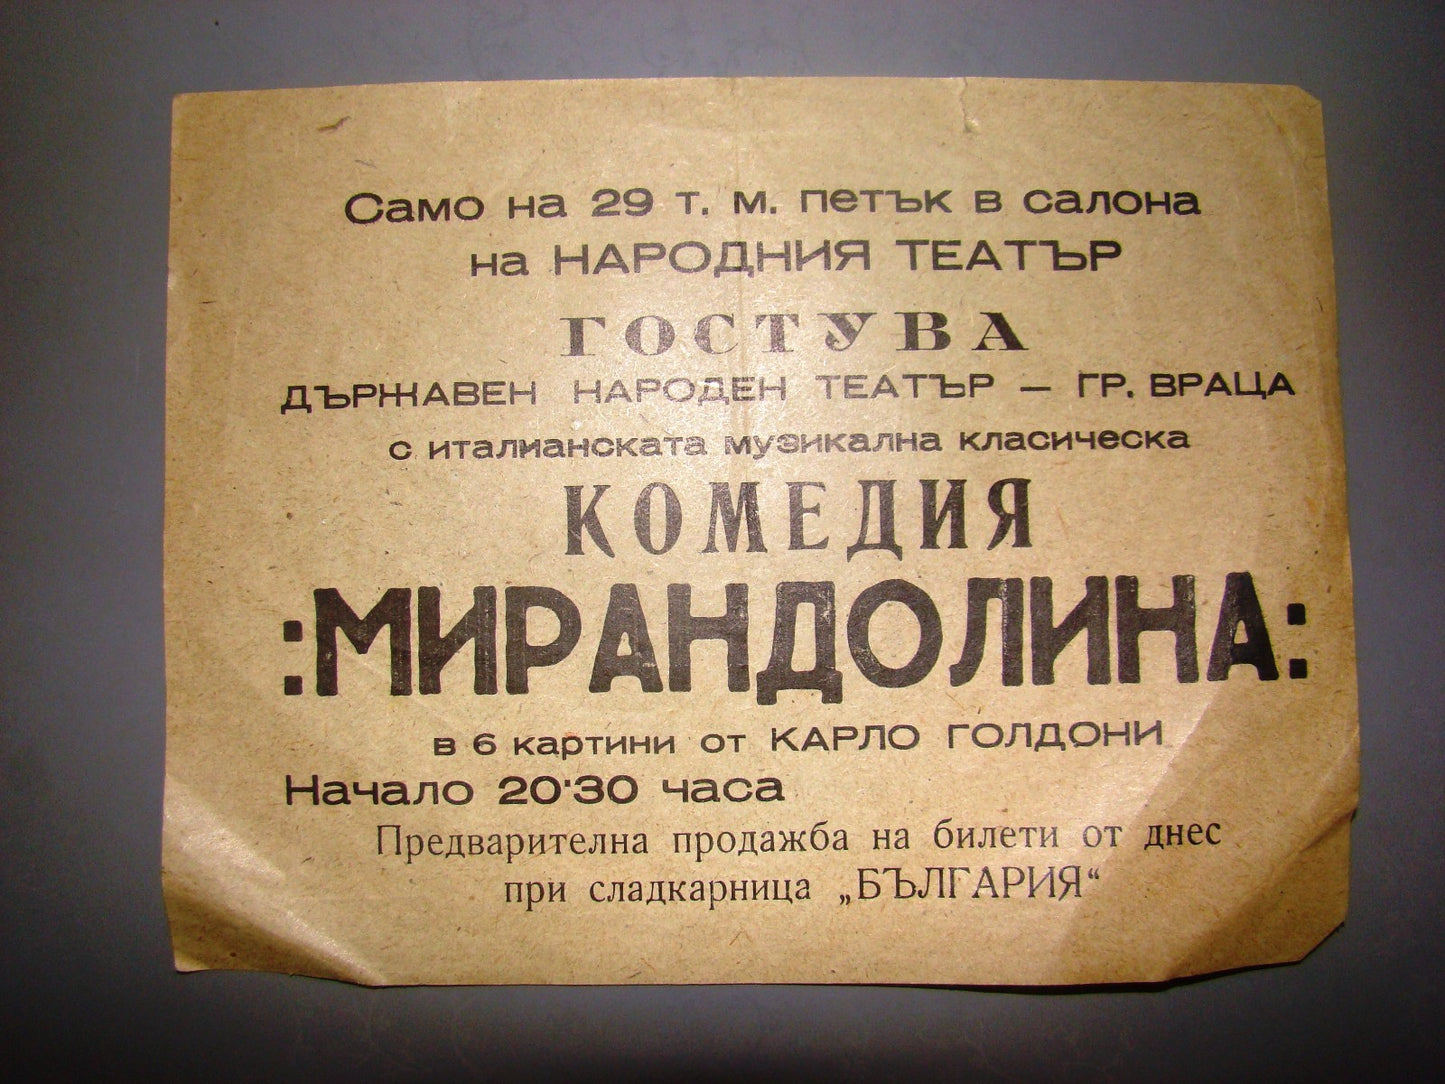 Само на 29 т. м. петък в салона
на НАРОДНИЯ ТЕАТЪР
ГОСТУВА
ДЪРЖАВЕН НАРОДЕН ТЕАТЪР — ГР. ВРАЦА
с италианската музикална класическа
КОМЕДИЯ
:МИРАНДОЛИНА:
в 6 картини от КАРЛО ГОЛДОНИ
Начало 20·30 часа
Предварителна продажба на билети от днес
при сладкарница „БЪЛГАРИЯ“